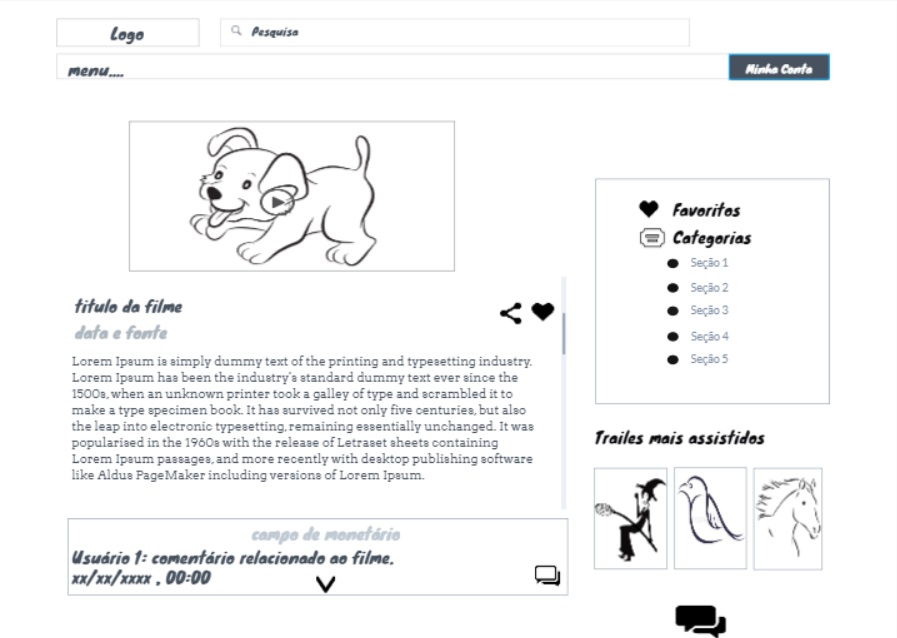 Logo
Pesquisa
menu....
Minha Conta
titulo da filme
data e fonte
Lorem Ipsum is simply dummy text of the printing and typesetting industry.
Lorem Ipsum has been the industry's standard dummy text ever since the
1500s, when an unknown printer took a galley of type and scrambled it to
make a type specimen book. It has survived not only five centuries, but also
the leap into electronic typesetting, remaining essentially unchanged. It was
popularised in the 1960s with the release of Letraset sheets containing
Lorem Ipsum passages, and more recently with desktop publishing software
like Aldus PageMaker including versions of Lorem Ipsum.
campo de monetário
Usuário 1: comentário relacionado ao filme.
xx/xx/xxxx , 00:00
Favoritos
Categorias
Seção 1
Seção 2
Seção 3
Seção 4
Seção 5
Trailes mais assistidos